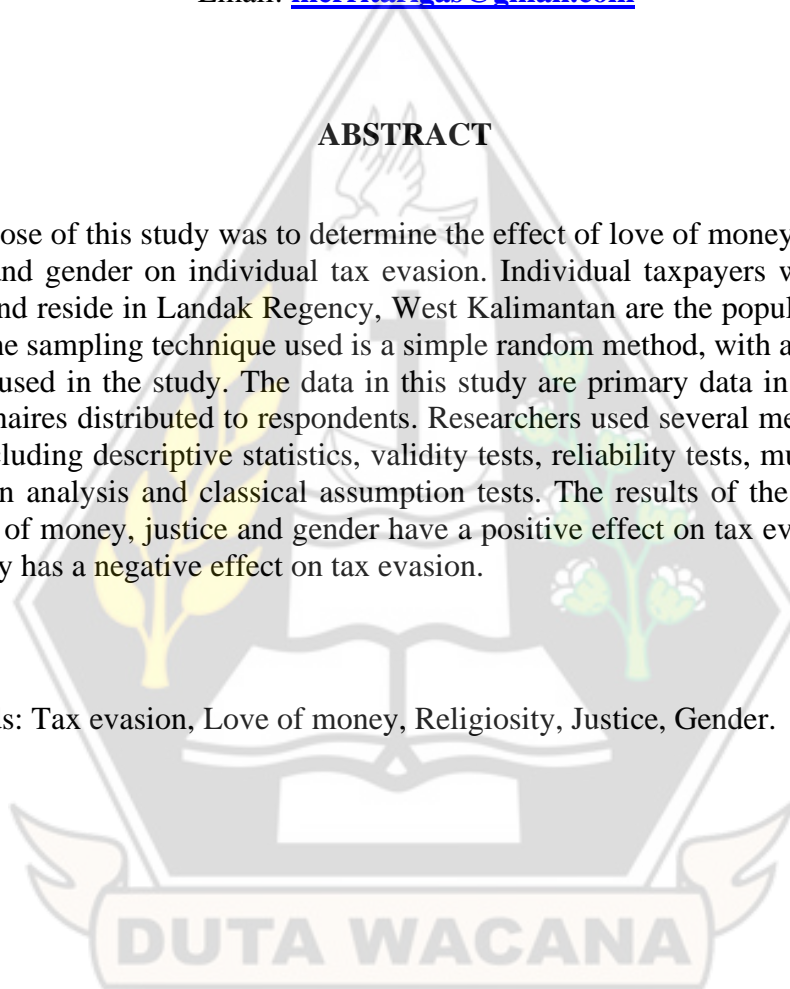 ABSTRACT
ose of this study was to determine the effect of love of money
and gender on individual tax evasion. Individual taxpayers
nd reside in Landak Regency, West Kalimantan are the popul
he sampling technique used is a simple random method, with a
used in the study. The data in this study are primary data in
naires distributed to respondents. Researchers used several me
cluding descriptive statistics, validity tests, reliability tests, mu
n analysis and classical assumption tests. The results of the
of money, justice and gender have a positive effect on tax ev
y has a negative effect on tax evasion.
s: Tax evasion, Love of money, Religiosity, Justice, Gender.
DUTA WACANA